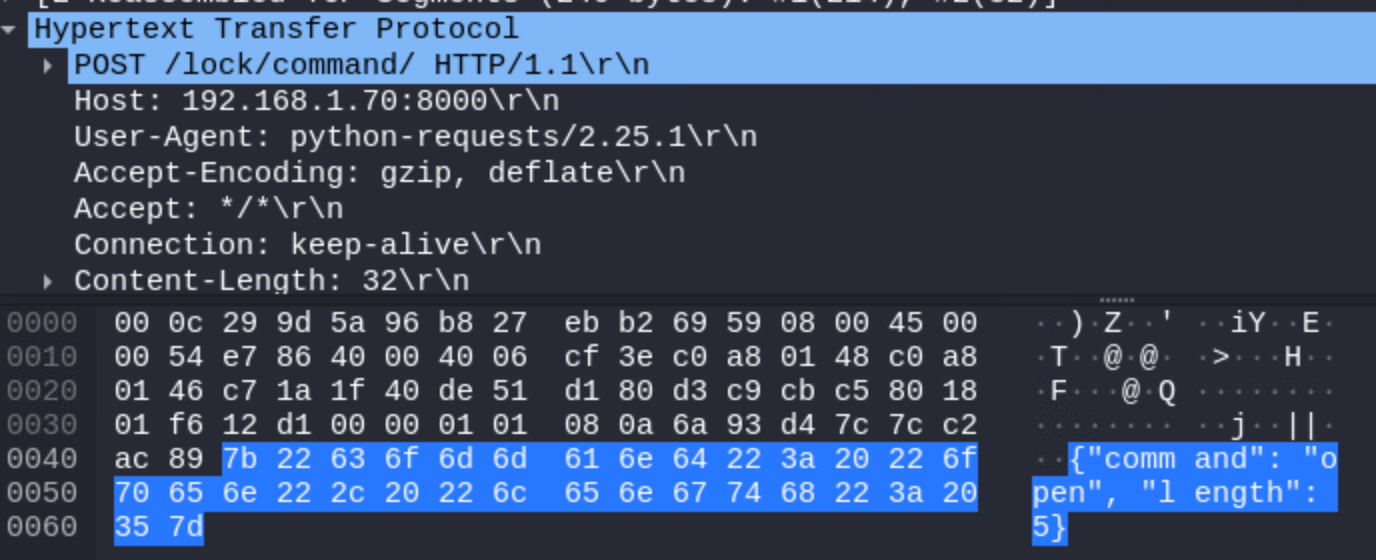 Hypertext Transfer Protocol
POST /lock/command/ HTTP/1.1\r\n
Host: 192.168.1.70:8000\r\n
User-Agent: python-requests/2.25.1\r\n
Accept-Encoding: gzip, deflate\r\n
Accept: */*\r\n
Connection: keep-alive\r\n
Content-Length: 32\r\n
0000 00 0c 29 9d 5a 96 b8 27 eb b2 69 59 08 00 45 00 ··)·Z··' ··iY··E·
0010 00 54 e7 86 40 00 40 06 cf 3e c0 a8 01 48 c0 a8 ·T··@·@· ·>···H··
0020 01 46 c7 1a 1f 40 de 51 d1 80 d3 c9 cb c5 80 18 ·F···@·Q ········
0030 01 f6 12 d1 00 00 01 01 08 0a 6a 93 d4 7c 7c c2 ········ ··j··||·
0040 ac 89 7b 22 63 6f 6d 6d 61 6e 64 22 3a 20 22 6f ··{"comm and": "o
0050 70 65 6e 22 2c 20 22 6c 65 6e 67 74 68 22 3a 20 pen", "l ength": 
0060 35 7d 5}